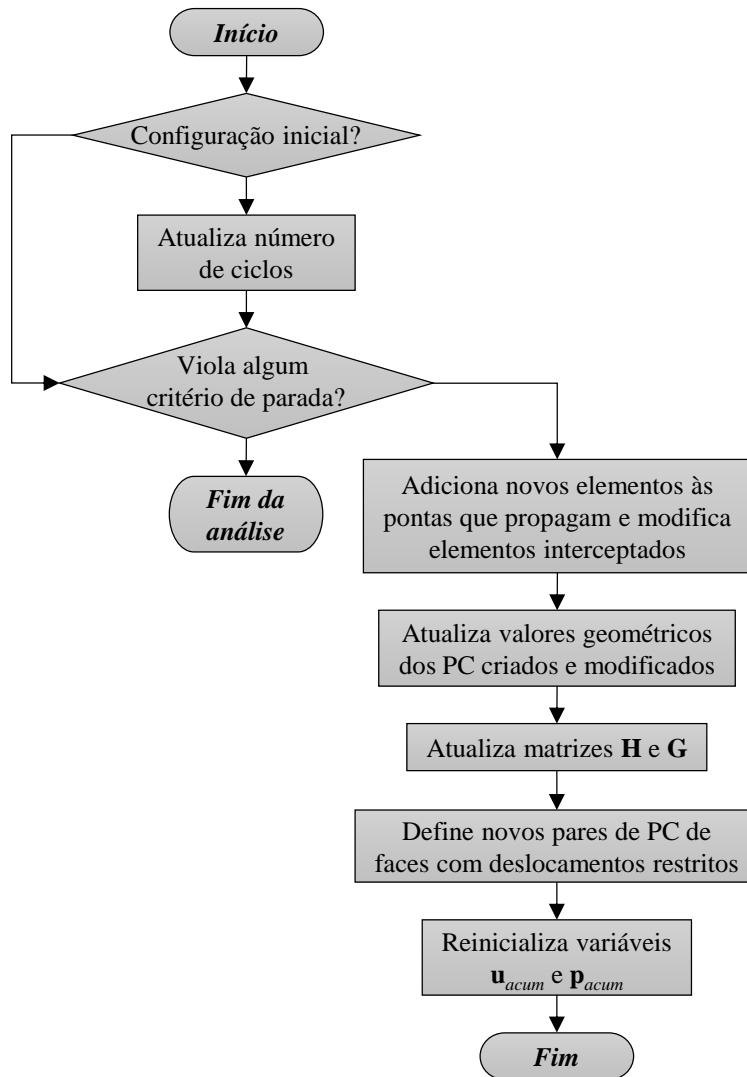 Início
Configuração inicial?
Atualiza número
de ciclos
Viola algum
critério de parada?
Fim da
análise
Adiciona novos elementos às
pontas que propagam e modifica
elementos interceptados
Atualiza valores geométricos
dos PC criados e modificados
Atualiza matrizes H e G
Define novos pares de PC de
faces com deslocamentos restritos
Reinicializa variáveis
u_acum e p_acum
Fim